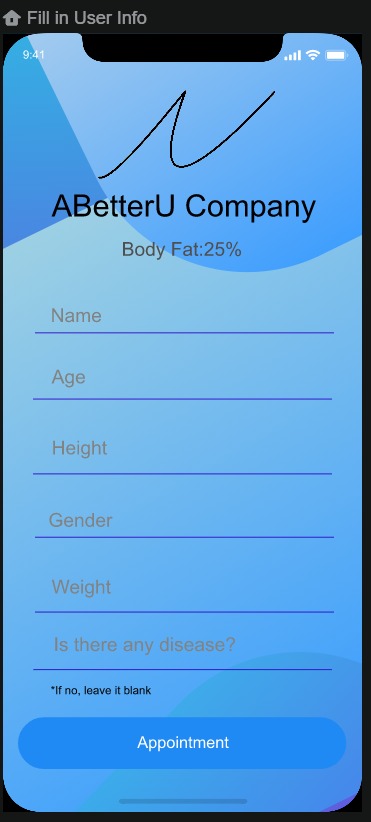 Fill in User Info
9:41
ABetterU Company
Body Fat:25%
Name
Age
Height
Gender
Weight
Is there any disease?
*If no, leave it blank
Appointment